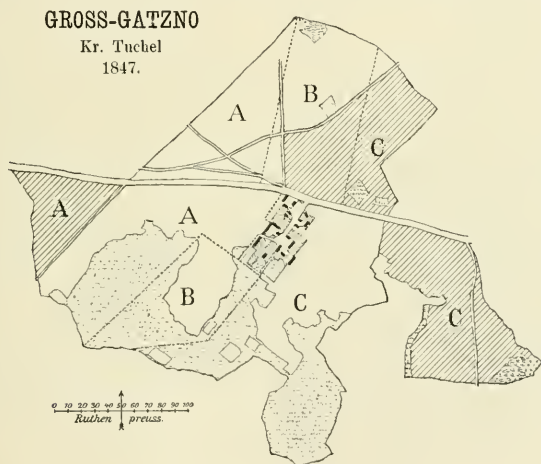 GROSS-GATZNO
Kr. Tuchel
1847.
A
B
C
A
A
B
C
C
0 10 20 30 40 50 60 70 80 90 100
Ruthen preuss.